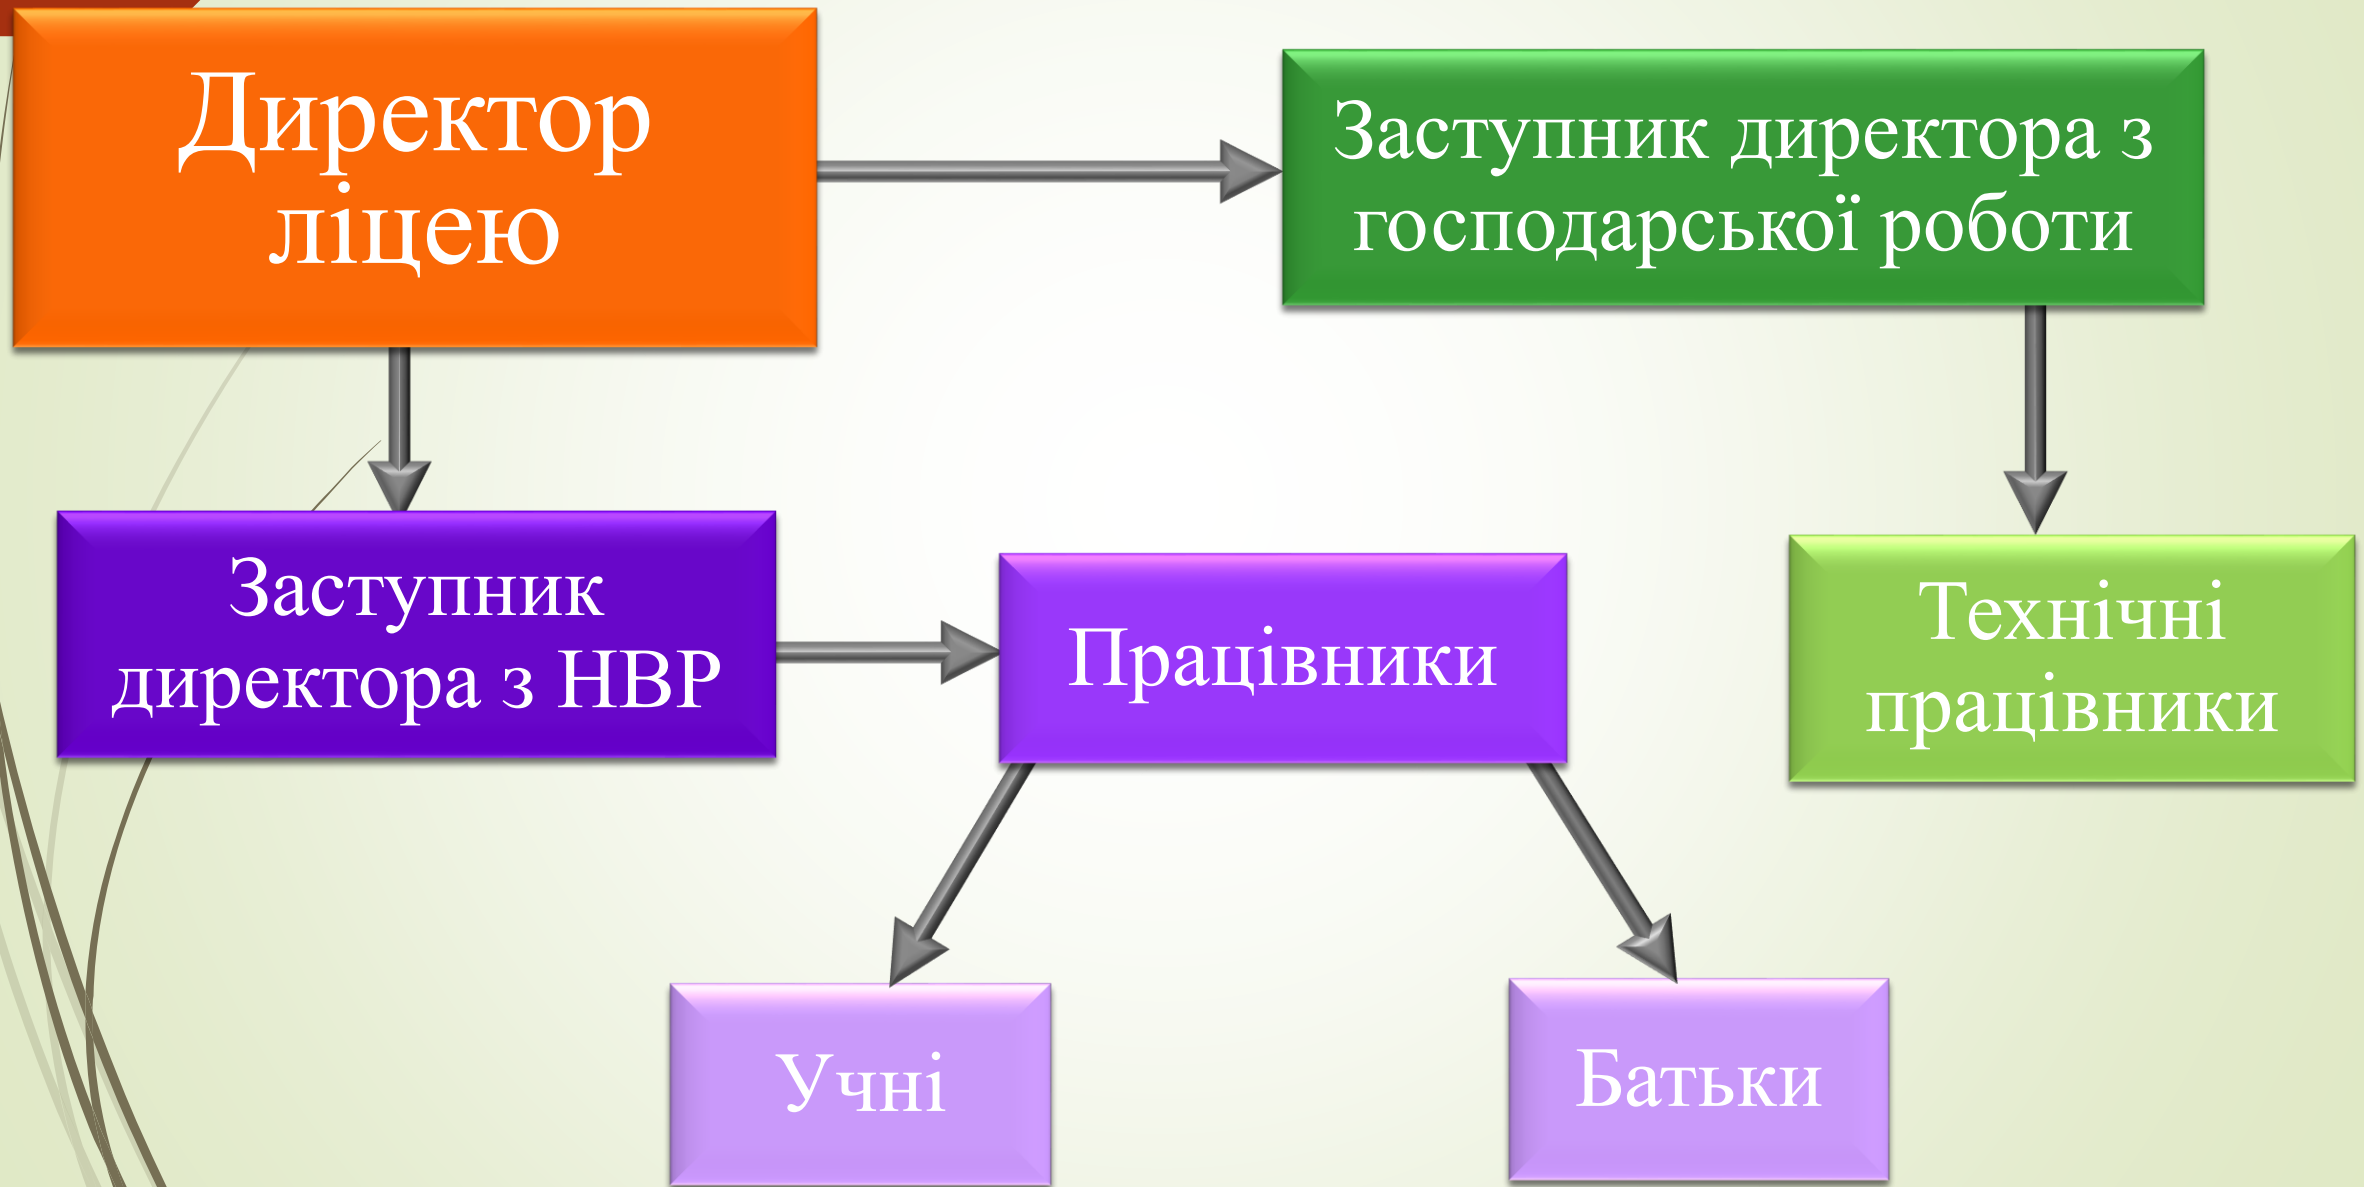 Директор
ліцею
Заступник директора з
господарської роботи
Заступник
директора з НВР
Працівники
Технічні
працівники
Учні
Батьки